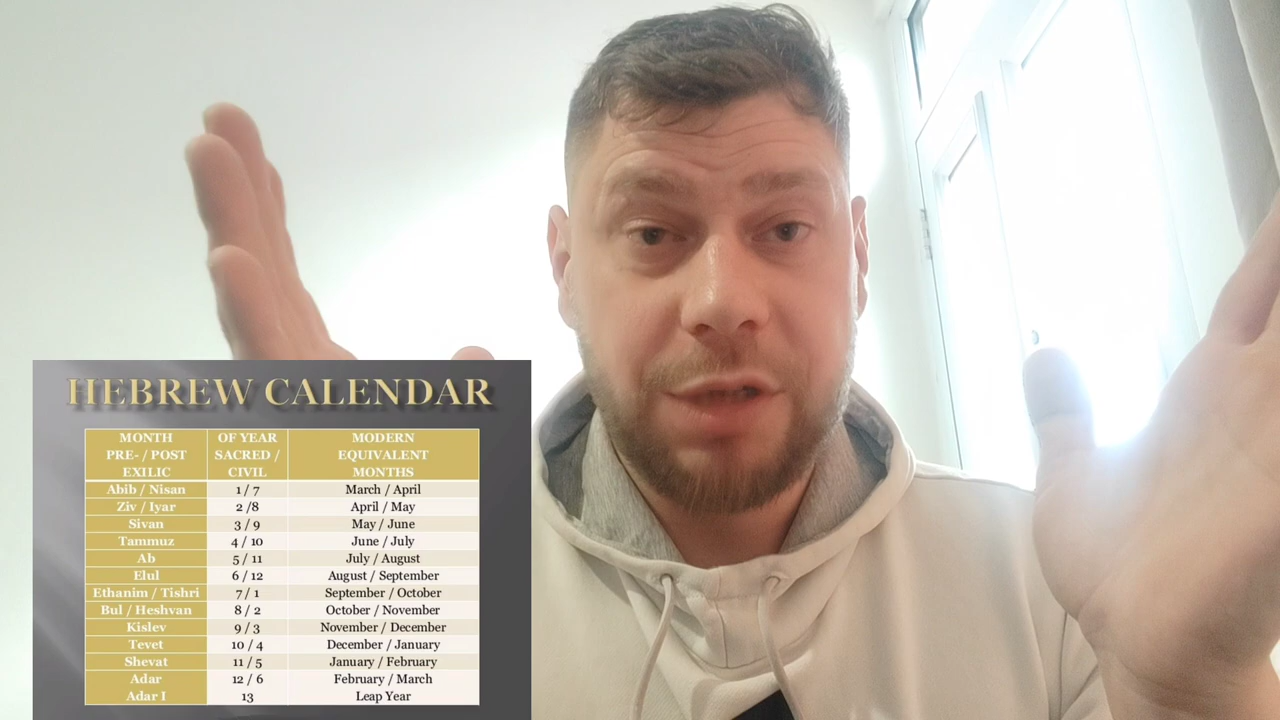 HEBREW CALENDAR
MONTH PRE- / POST EXILIC OF YEAR SACRED / CIVIL MODERN EQUIVALENT MONTHS
Abib / Nisan 1 / 7 March / April
Ziv / Iyar 2 /8 April / May
Sivan 3 / 9 May / June
Tammuz 4 / 10 June / July
Ab 5 / 11 July / August
Elul 6 / 12 August / September
Ethanim / Tishri 7 / 1 September / October
Bul / Heshvan 8 / 2 October / November
Kislev 9 / 3 November / December
Tevet 10 / 4 December / January
Shevat 11 / 5 January / February
Adar 12 / 6 February / March
Adar I 13 Leap Year